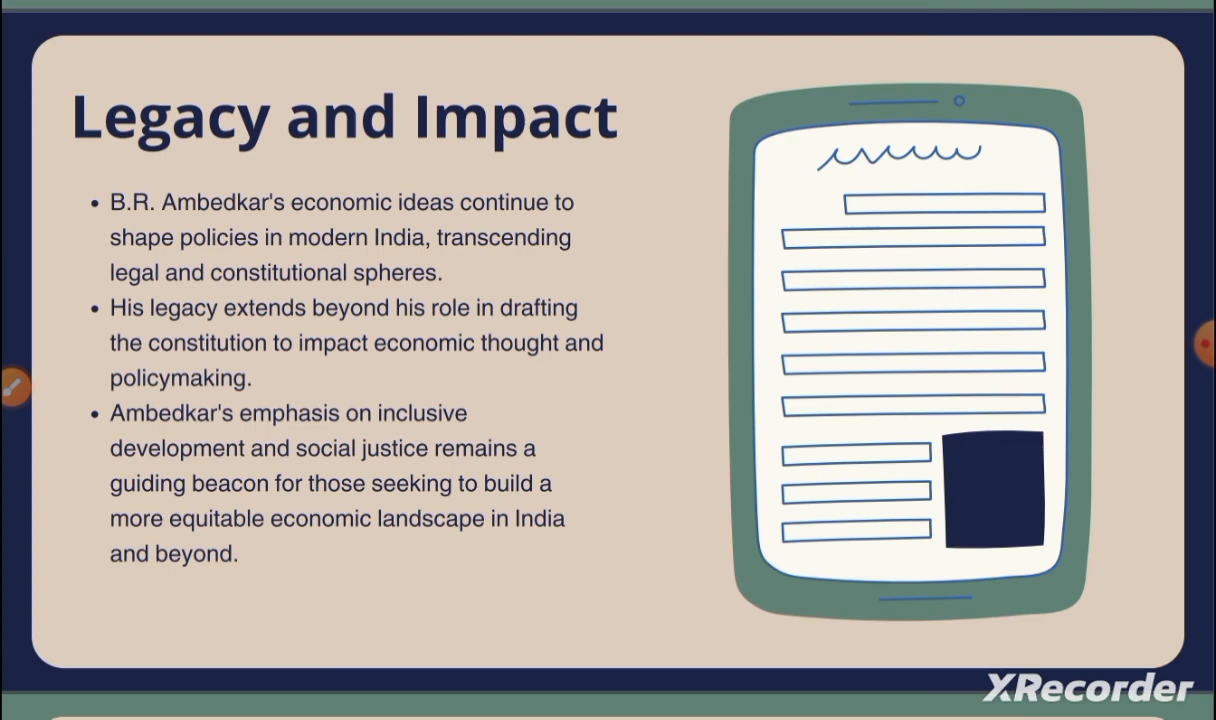 Legacy and Impact
• B.R. Ambedkar's economic ideas continue to
shape policies in modern India, transcending
legal and constitutional spheres.
• His legacy extends beyond his role in drafting
the constitution to impact economic thought and
policymaking.
• Ambedkar's emphasis on inclusive
development and social justice remains a
guiding beacon for those seeking to build a
more equitable economic landscape in India
and beyond.
XRecorder